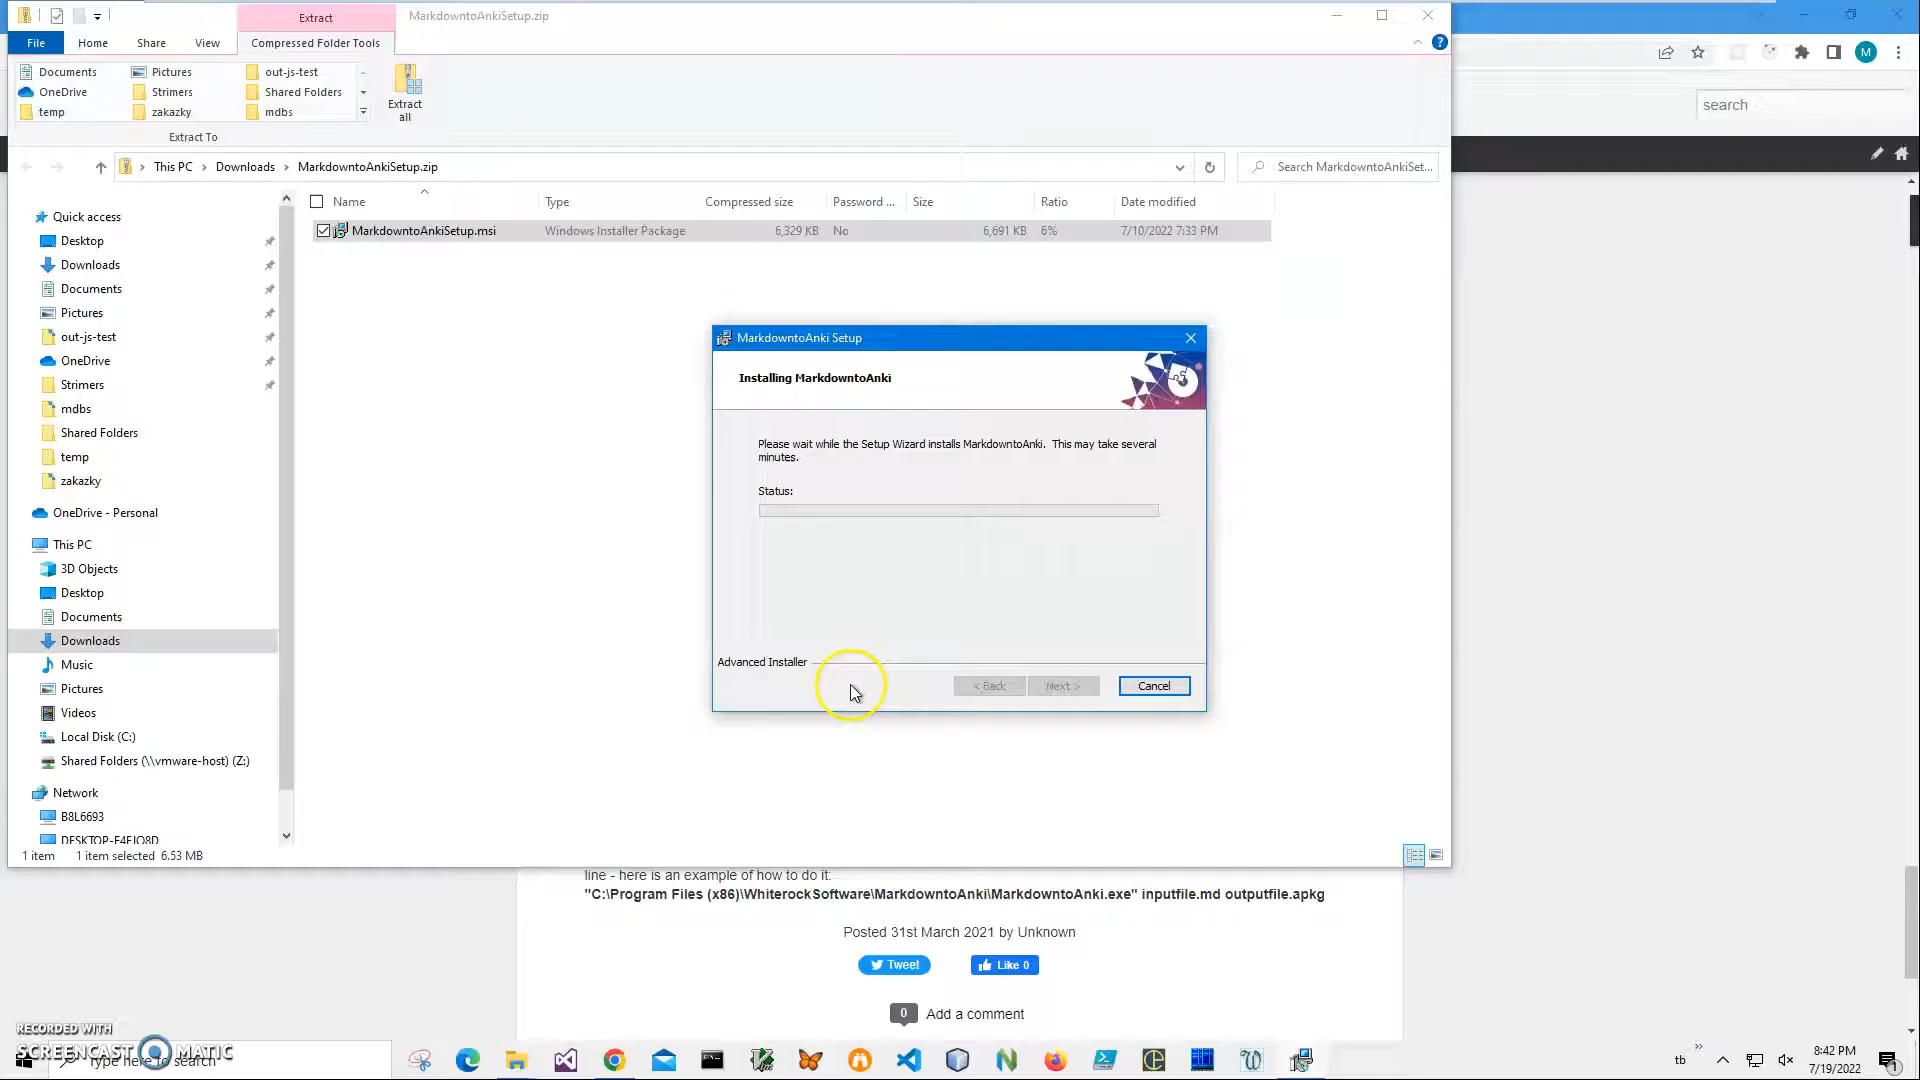 Extract
MarkdowntoAnkiSetup.zip
File
Home
Share
View
Compressed Folder Tools
Documents
Pictures
out-js-test
OneDrive
Strimers
Shared Folders
temp
zakazky
mdbs
Extract
all
Extract To
search
This PC
Downloads
MarkdowntoAnkiSetup.zip
Search MarkdowntoAnkiSet...
Name
Type
Compressed size
Password ...
Size
Ratio
Date modified
MarkdowntoAnkiSetup.msi
Windows Installer Package
6,329 KB
No
6,691 KB
6%
7/10/2022 7:33 PM
Quick access
Desktop
Downloads
Documents
Pictures
out-js-test
OneDrive
Strimers
mdbs
Shared Folders
temp
zakazky
OneDrive - Personal
This PC
3D Objects
Desktop
Documents
Downloads
Music
Pictures
Videos
Local Disk (C:)
Shared Folders (\\vmware-host) (Z:)
Network
B8L6693
DESKTOP-F4FJO8D
1 item
1 item selected 6.53 MB
MarkdowntoAnki Setup
Installing MarkdowntoAnki
Please wait while the Setup Wizard installs MarkdowntoAnki. This may take several
minutes.
Status:
Advanced Installer
< Back
Next >
Cancel
line - here is an example of how to do it:
"C:\Program Files (x86)\WhiterockSoftware\MarkdowntoAnki\MarkdowntoAnki.exe" inputfile.md outputfile.apkg
Posted 31st March 2021 by Unknown
Tweet
Like 0
0
Add a comment
RECORDED WITH
SCREENCAST MATIC
Type here to search
tb
8:42 PM
7/19/2022
1
M